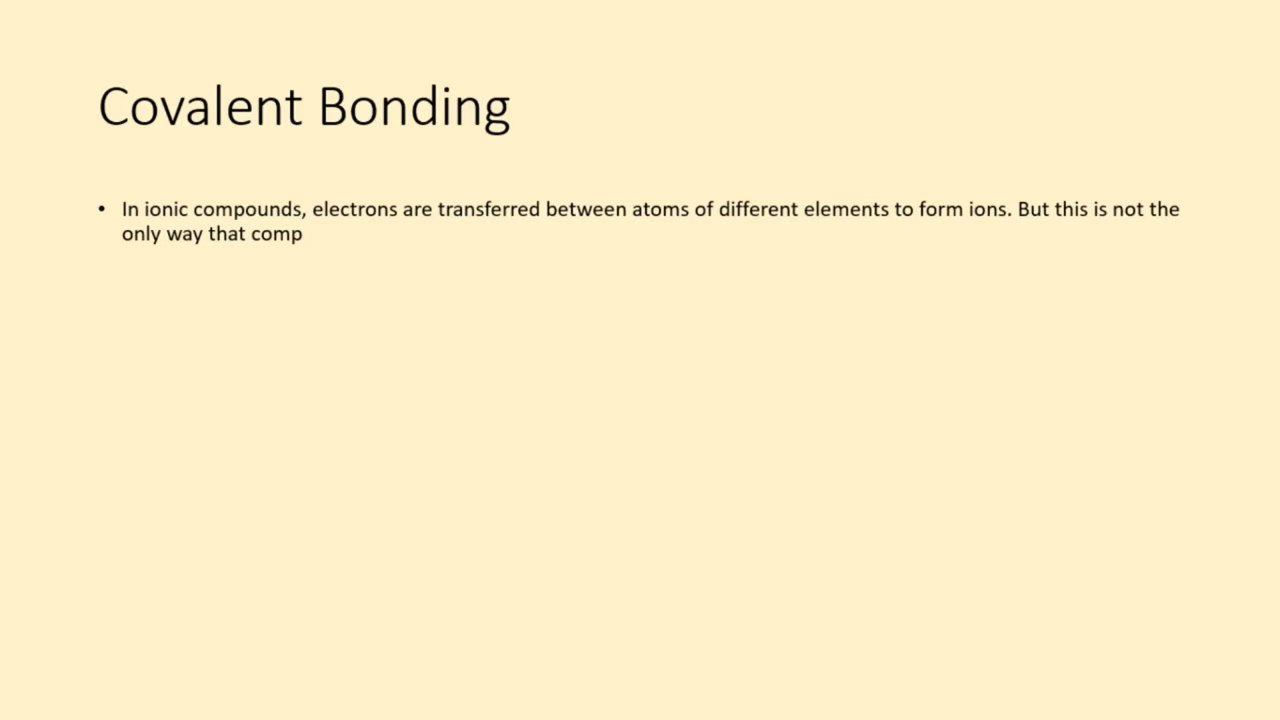 Covalent Bonding
• In ionic compounds, electrons are transferred between atoms of different elements to form ions. But this is not the
only way that comp